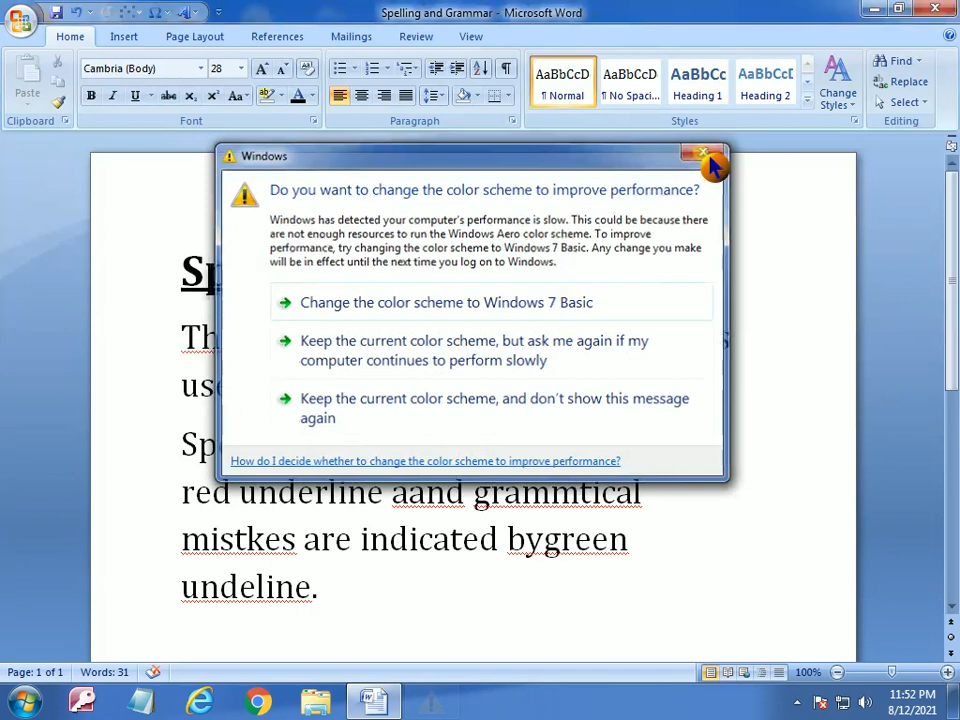 Spelling and Grammar - Microsoft Word
Home Insert Page Layout References Mailings Review View
Paste
Cambria (Body) 28
B I U abc X₂ X² Aa
AaBbCcD AaBbCcD AaBbCc AaBbCcD
¶ Normal ¶ No Spaci... Heading 1 Heading 2
Change
Styles
Find
Replace
Select
Clipboard Font Paragraph Styles Editing
Windows
Do you want to change the color scheme to improve performance?
Windows has detected your computer's performance is slow. This could be because there
are not enough resources to run the Windows Aero color scheme. To improve
performance, try changing the color scheme to Windows 7 Basic. Any change you make
will be in effect until the next time you log on to Windows.
Change the color scheme to Windows 7 Basic
Keep the current color scheme, but ask me again if my
computer continues to perform slowly
Keep the current color scheme, and don't show this message
again
How do I decide whether to change the color scheme to improve performance?
red underline aand grammtical
mistkes are indicated bygreen
undeline.
Page: 1 of 1 Words: 31 100%
11:52 PM
8/12/2021